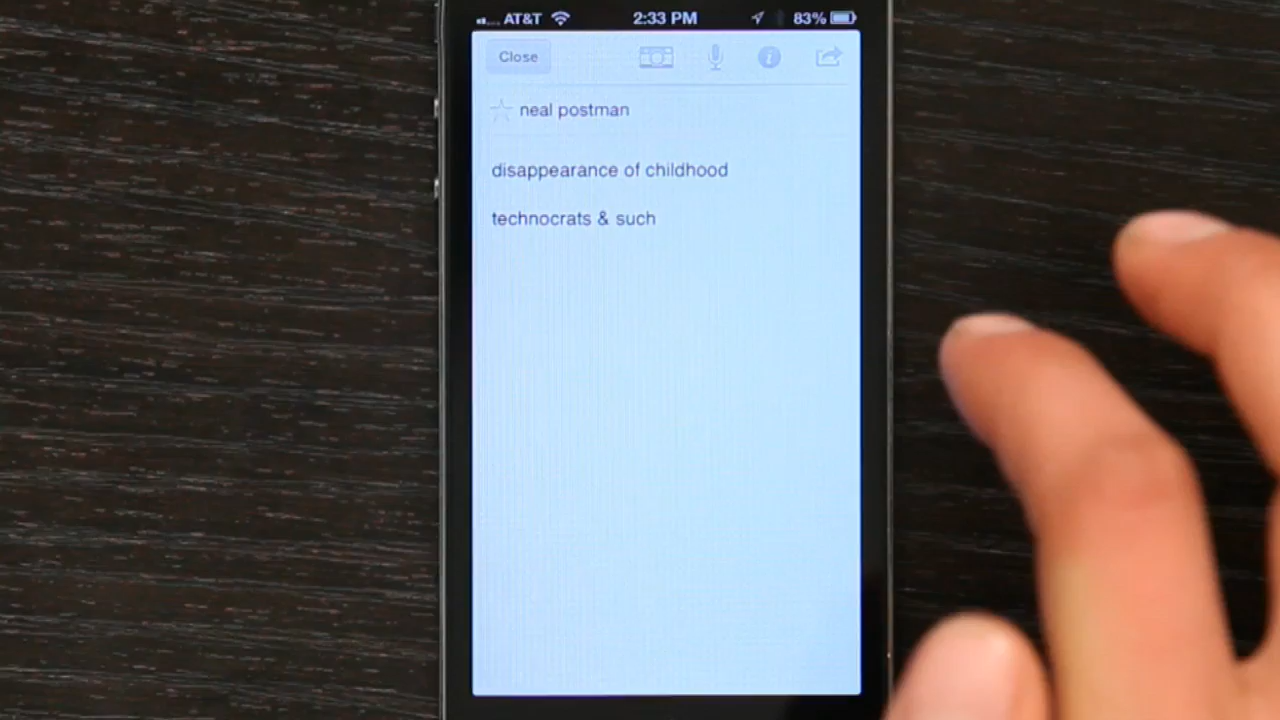 AT&T 2:33 PM 83%
Close
neal postman
disappearance of childhood
technocrats & such